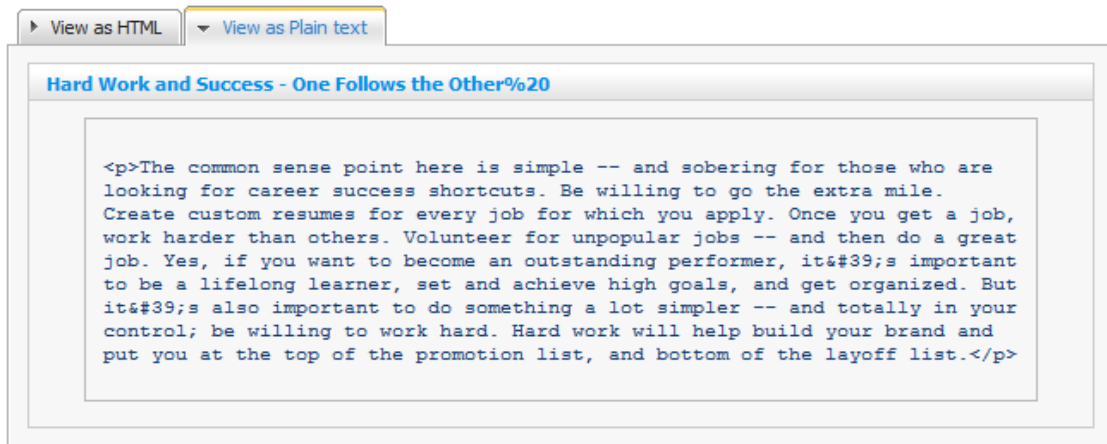 View as HTML View as Plain text
Hard Work and Success - One Follows the Other%20
<p>The common sense point here is simple -- and sobering for those who are
looking for career success shortcuts. Be willing to go the extra mile.
Create custom resumes for every job for which you apply. Once you get a job,
work harder than others. Volunteer for unpopular jobs -- and then do a great
job. Yes, if you want to become an outstanding performer, it&#39;s important
to be a lifelong learner, set and achieve high goals, and get organized. But
it&#39;s also important to do something a lot simpler -- and totally in your
control; be willing to work hard. Hard work will help build your brand and
put you at the top of the promotion list, and bottom of the layoff list.</p>